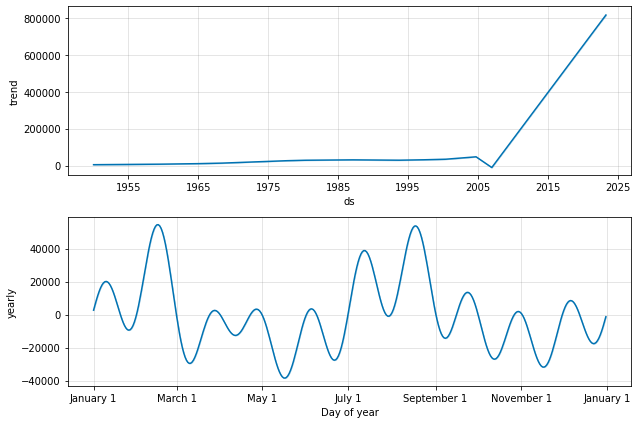 800000
600000
400000
200000
0
trend
1955 1965 1975 1985 1995 2005 2015 2025
ds
40000
20000
0
−20000
−40000
yearly
January 1 March 1 May 1 July 1 September 1 November 1 January 1
Day of year